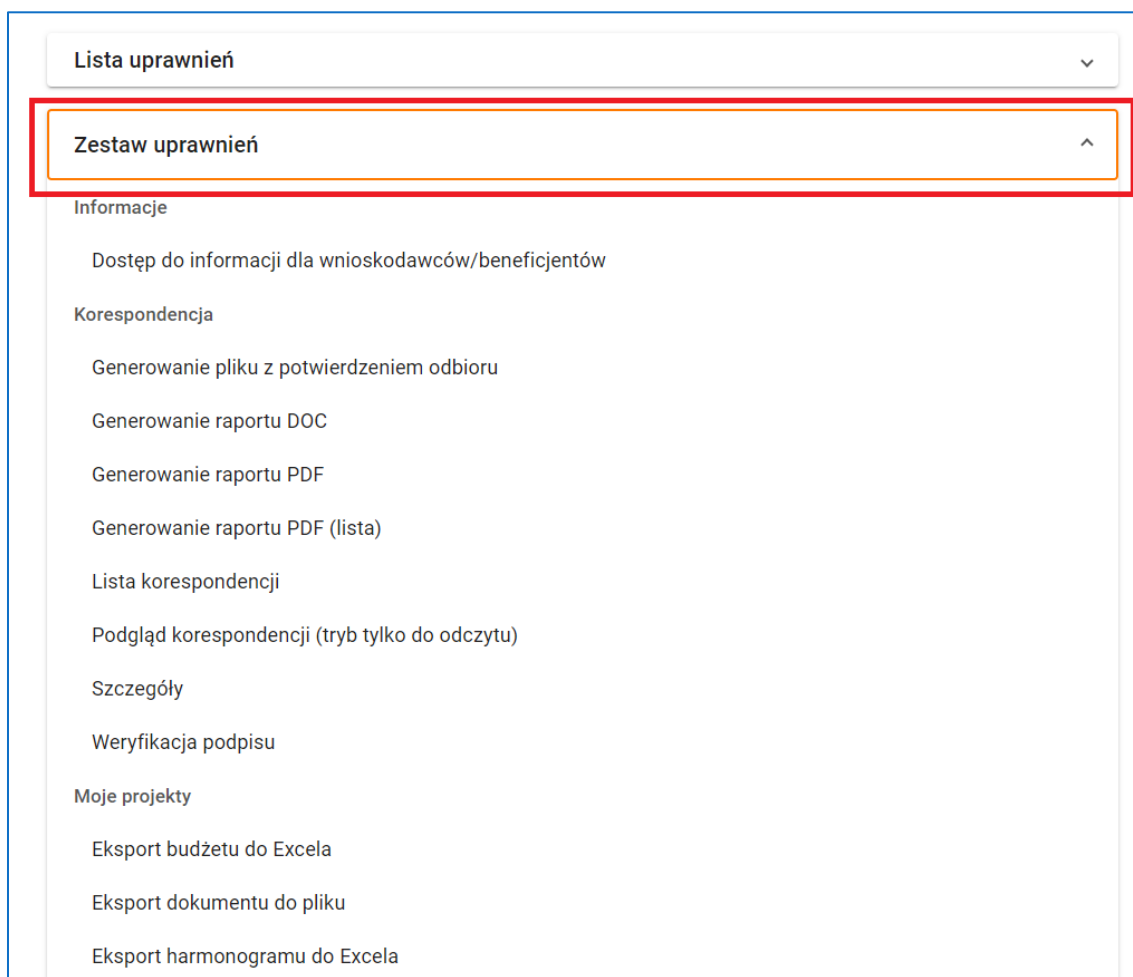 Lista uprawnień
Zestaw uprawnień
Informacje
Dostęp do informacji dla wnioskodawców/beneficjentów
Korespondencja
Generowanie pliku z potwierdzeniem odbioru
Generowanie raportu DOC
Generowanie raportu PDF
Generowanie raportu PDF (lista)
Lista korespondencji
Podgląd korespondencji (tryb tylko do odczytu)
Szczegóły
Weryfikacja podpisu
Moje projekty
Eksport budżetu do Excela
Eksport dokumentu do pliku
Eksport harmonogramu do Excela